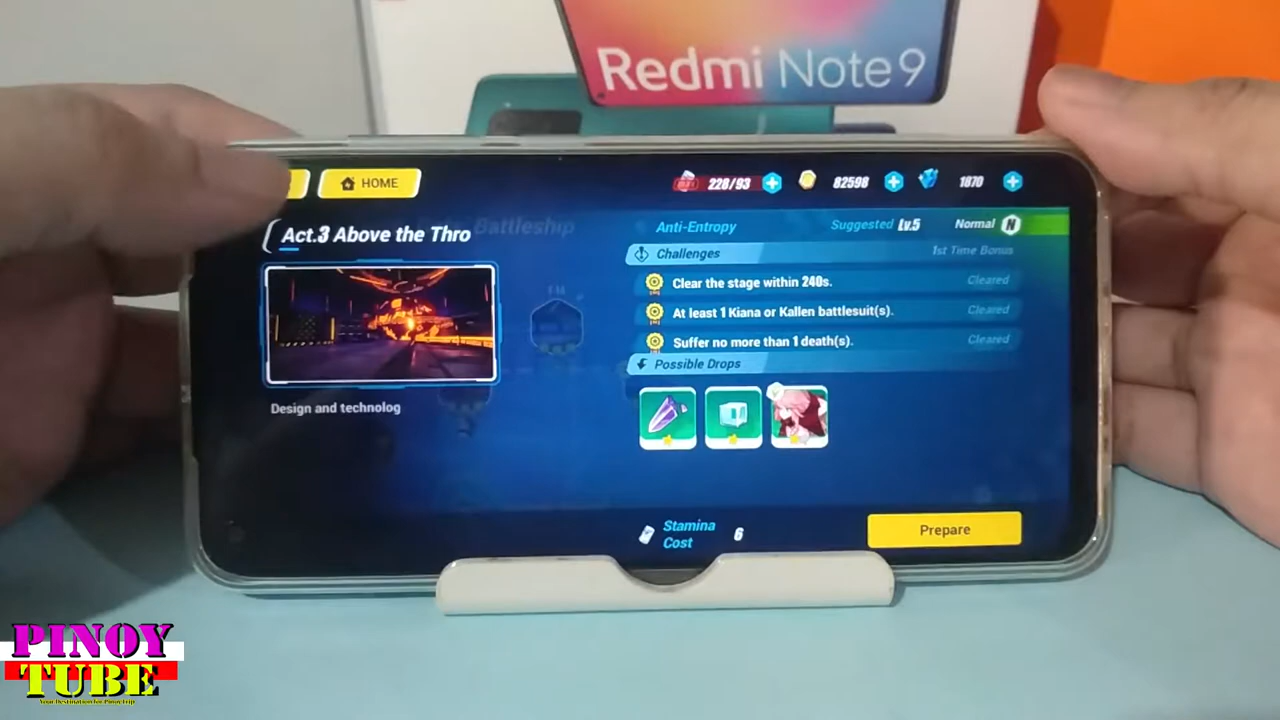 Redmi Note 9
HOME
228/93
82598
1870
Act.3 Above the Thro
Battleship
Anti-Entropy
Suggested Lv.5
Normal N
Challenges
1st Time Bonus
Clear the stage within 240s.
Cleared
At least 1 Kiana or Kallen battlesuit(s).
Cleared
Suffer no more than 1 death(s).
Cleared
Possible Drops
Design and technolog
Stamina
Cost
6
Prepare
PINOY
TUBE